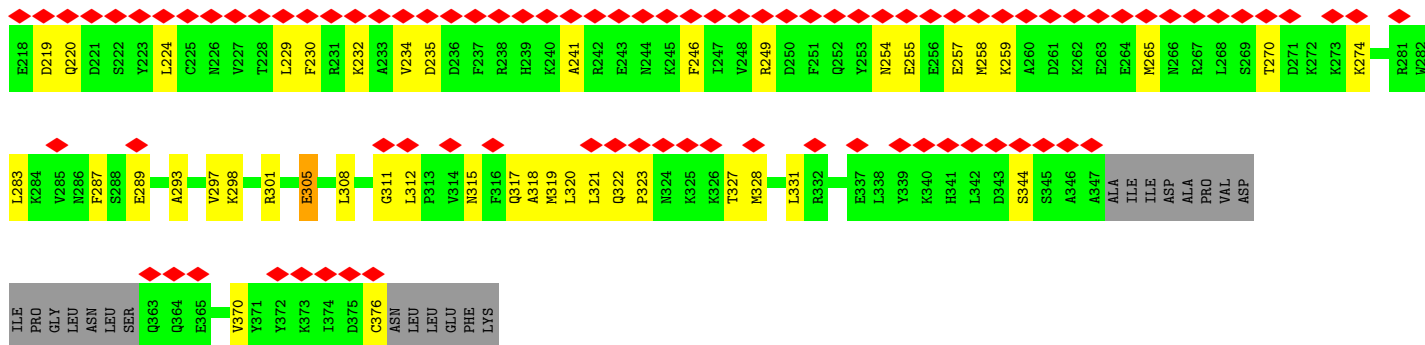 E218 D219 Q220 D221 S222 Y223 L224 C225 N226 V227 T228 L229 F230 R231 K232 A233 V234 D235 D236 F237 R238 H239 K240 A241 R242 E243 N244 K245 F246 I247 V248 R249 D250 F251 Q252 Y253 N254 E255 E256 E257 M258 K259 A260 D261 K262 E263 E264 M265 N266 R267 L268 S269 T270 D271 K272 K273 K274 R281 W282
L283 K284 V285 N286 F287 S288 E289 A293 V297 K298 R301 E305 L308 G311 L312 P313 V314 N315 F316 Q317 A318 M319 L320 L321 Q322 P323 N324 K325 K326 T327 M328 L331 R332 E337 L338 Y339 K340 H341 L342 D343 S344 S345 A346 A347 ALA ILE ILE ASP ALA PRO VAL ASP
ILE PRO GLY LEU ASN LEU SER Q363 Q364 E365 V370 Y371 Y372 K373 I374 D375 C376 ASN LEU LEU GLU PHE LYS